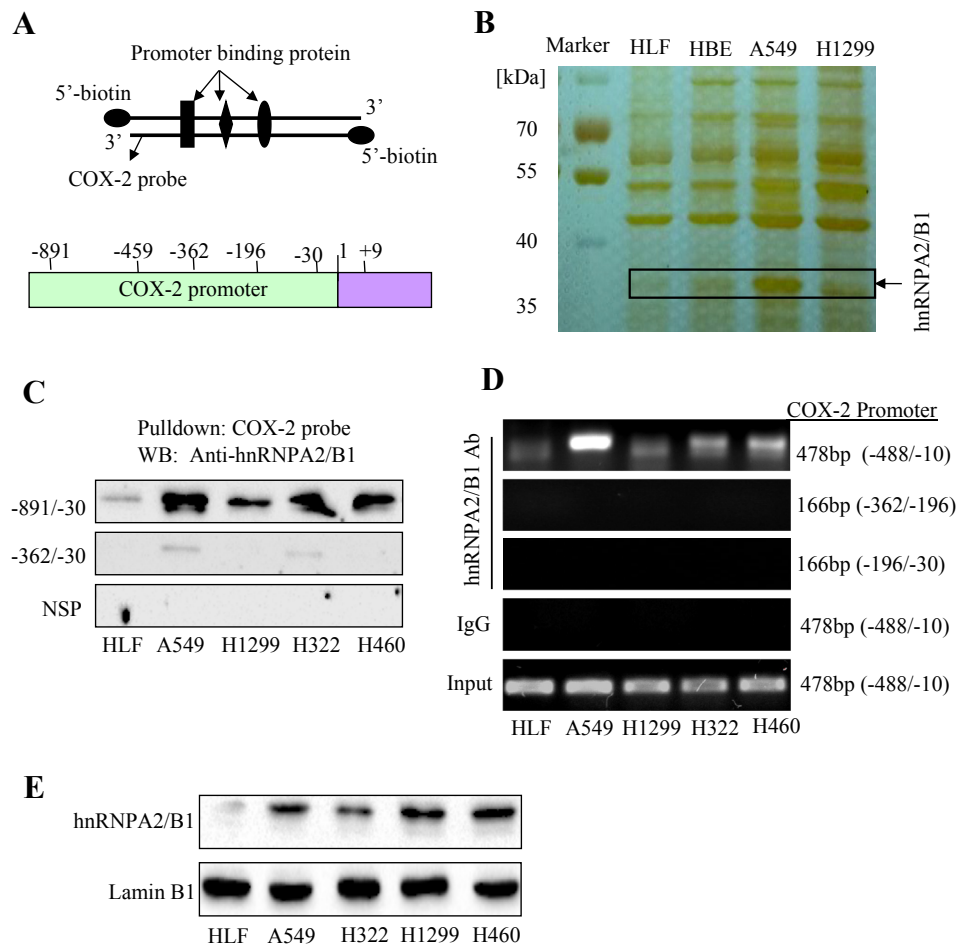 A
Promoter binding protein
5’-biotin
3’
3’
5’-biotin
COX-2 probe
-891 -459 -362 -196 -30 1 +9
COX-2 promoter
B
Marker HLF HBE A549 H1299
[kDa]
70
55
40
35
hnRNPA2/B1
C
Pulldown: COX-2 probe
WB: Anti-hnRNPA2/B1
-891/-30
-362/-30
NSP
HLF A549 H1299 H322 H460
D
COX-2 Promoter
hnRNPA2/B1 Ab
478bp (-488/-10)
166bp (-362/-196)
166bp (-196/-30)
IgG
478bp (-488/-10)
Input
478bp (-488/-10)
HLF A549 H1299 H322 H460
E
hnRNPA2/B1
Lamin B1
HLF A549 H322 H1299 H460